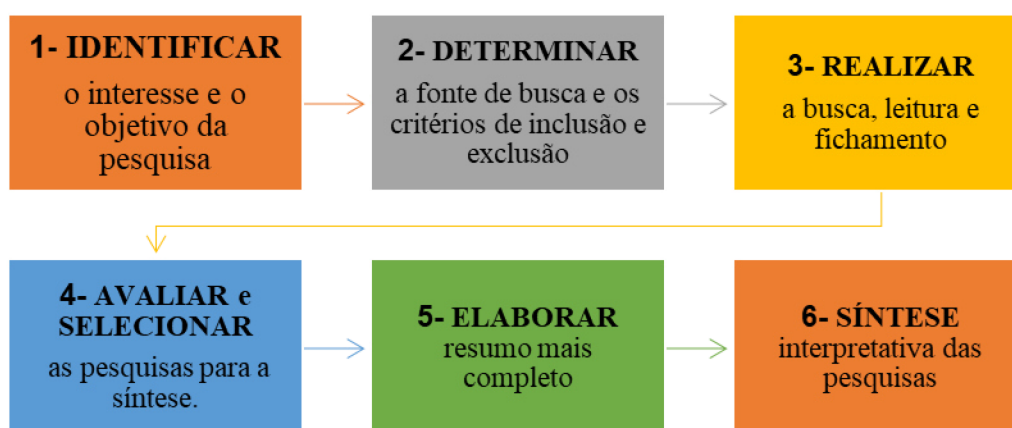 1- IDENTIFICAR
o interesse e o
objetivo da
pesquisa
2- DETERMINAR
a fonte de busca e os
critérios de inclusão e
exclusão
3- REALIZAR
a busca, leitura e
fichamento
4- AVALIAR e
SELECIONAR
as pesquisas para a
síntese.
5- ELABORAR
resumo mais
completo
6- SÍNTESE
interpretativa das
pesquisas